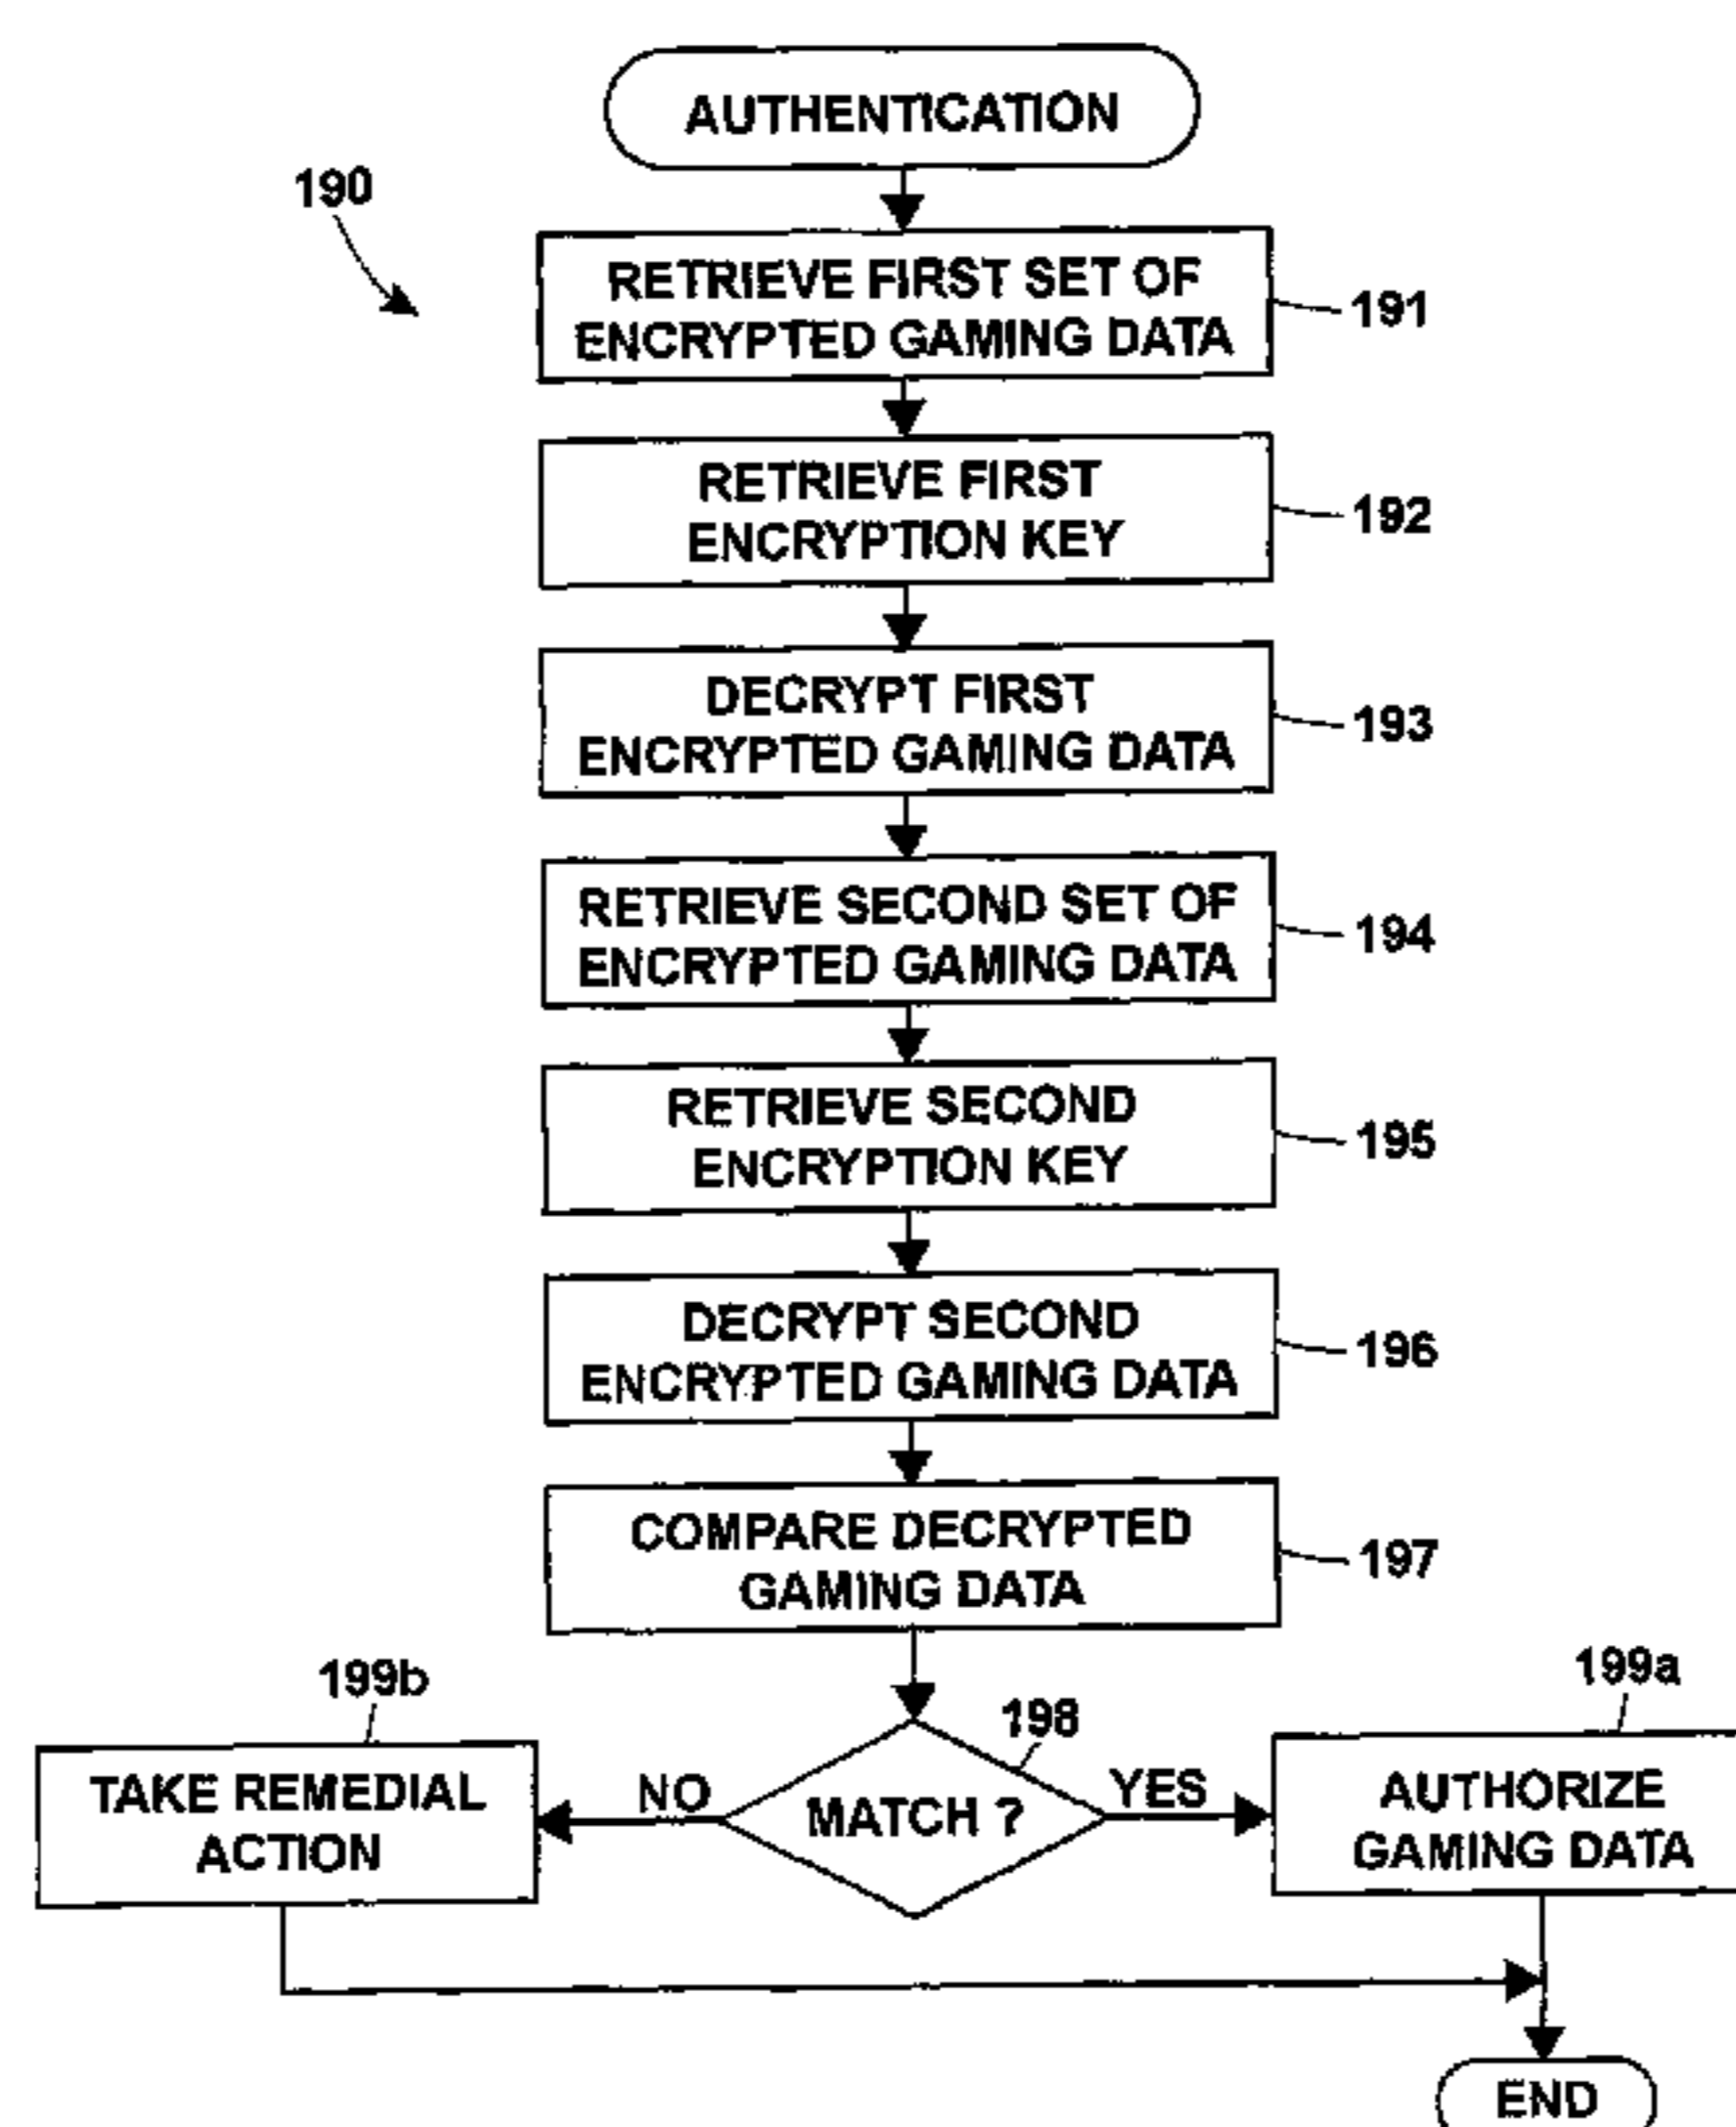 AUTHENTICATION
190
RETRIEVE FIRST SET OF
ENCRYPTED GAMING DATA
191
RETRIEVE FIRST
ENCRYPTION KEY
192
DECRYPT FIRST
ENCRYPTED GAMING DATA
193
RETRIEVE SECOND SET OF
ENCRYPTED GAMING DATA
194
RETRIEVE SECOND
ENCRYPTION KEY
195
DECRYPT SECOND
ENCRYPTED GAMING DATA
196
COMPARE DECRYPTED
GAMING DATA
197
199b
198
199a
TAKE REMEDIAL
ACTION
NO
MATCH ?
YES
AUTHORIZE
GAMING DATA
END